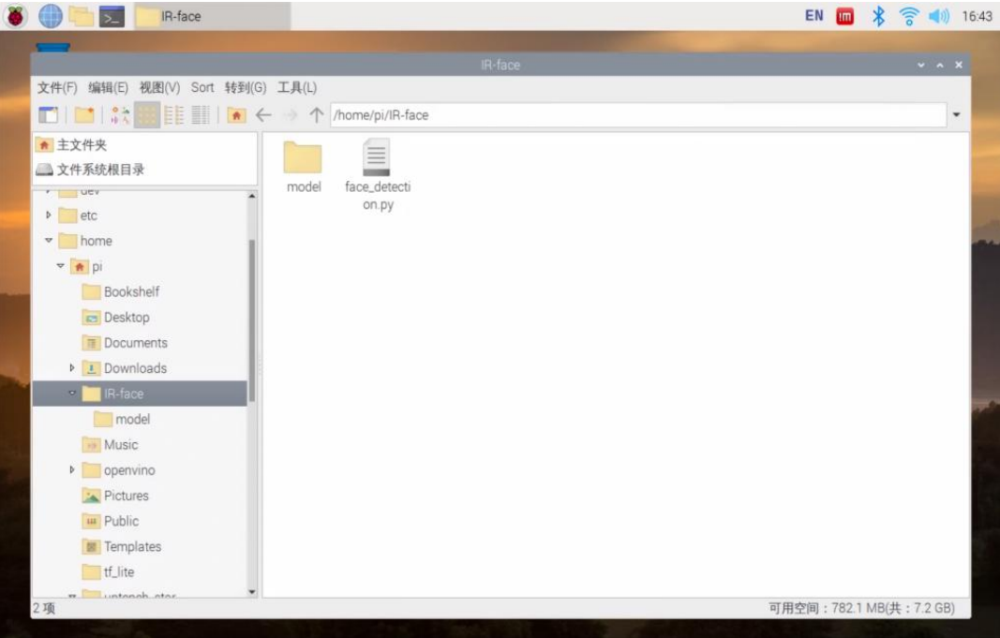 IR-face
EN
16:43
IR-face
文件(F) 编辑(E) 视图(V) Sort 转到(G) 工具(L)
/home/pi/IR-face
主文件夹
文件系统根目录
dev
etc
home
pi
Bookshelf
Desktop
Documents
Downloads
IR-face
model
Music
openvino
Pictures
Public
Templates
tf_lite
model
face_detecti
on.py
2 项
可用空间：782.1 MB(共：7.2 GB)